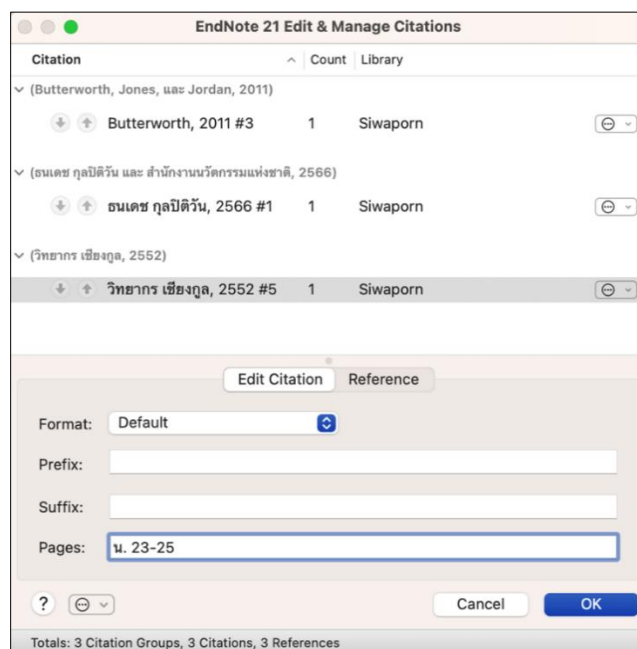 EndNote 21 Edit & Manage Citations
Citation Count Library
(Butterworth, Jones, และ Jordan, 2011)
Butterworth, 2011 #3 1 Siwaporn
(ธนเดช กุลปิติวัน และ สำนักงานนวัตกรรมแห่งชาติ, 2566)
ธนเดช กุลปิติวัน, 2566 #1 1 Siwaporn
(วิทยากร เชียงกูล, 2552)
วิทยากร เชียงกูล, 2552 #5 1 Siwaporn
Edit Citation Reference
Format: Default
Prefix:
Suffix:
Pages: น. 23-25
? Cancel OK
Totals: 3 Citation Groups, 3 Citations, 3 References